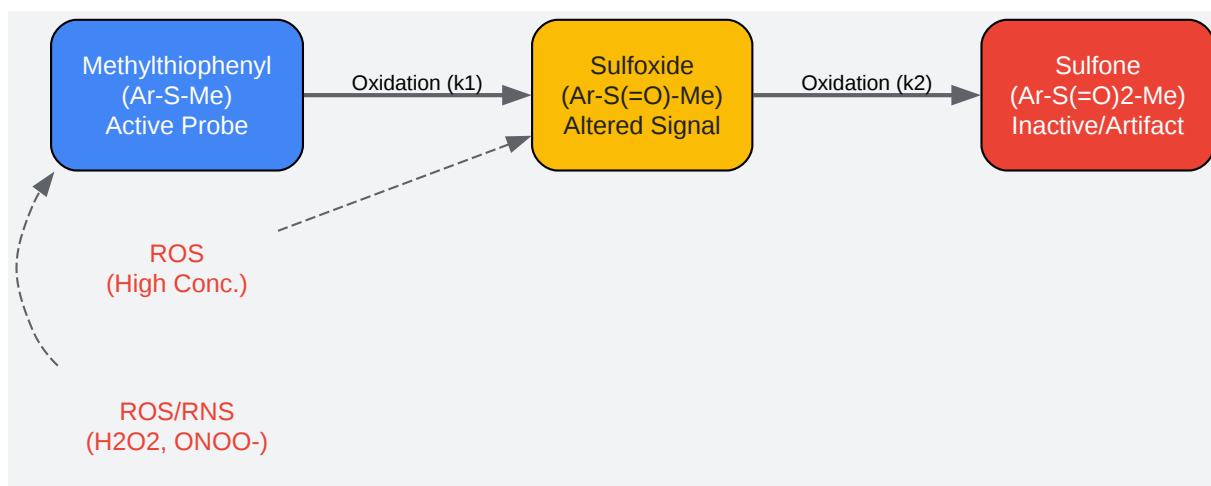 Methylthiophenyl
(Ar-S-Me)
Active Probe
Oxidation (k1)
Sulfoxide
(Ar-S(=O)-Me)
Altered Signal
Oxidation (k2)
Sulfone
(Ar-S(=O)2-Me)
Inactive/Artifact
ROS
(High Conc.)
ROS/RNS
(H2O2, ONOO-)